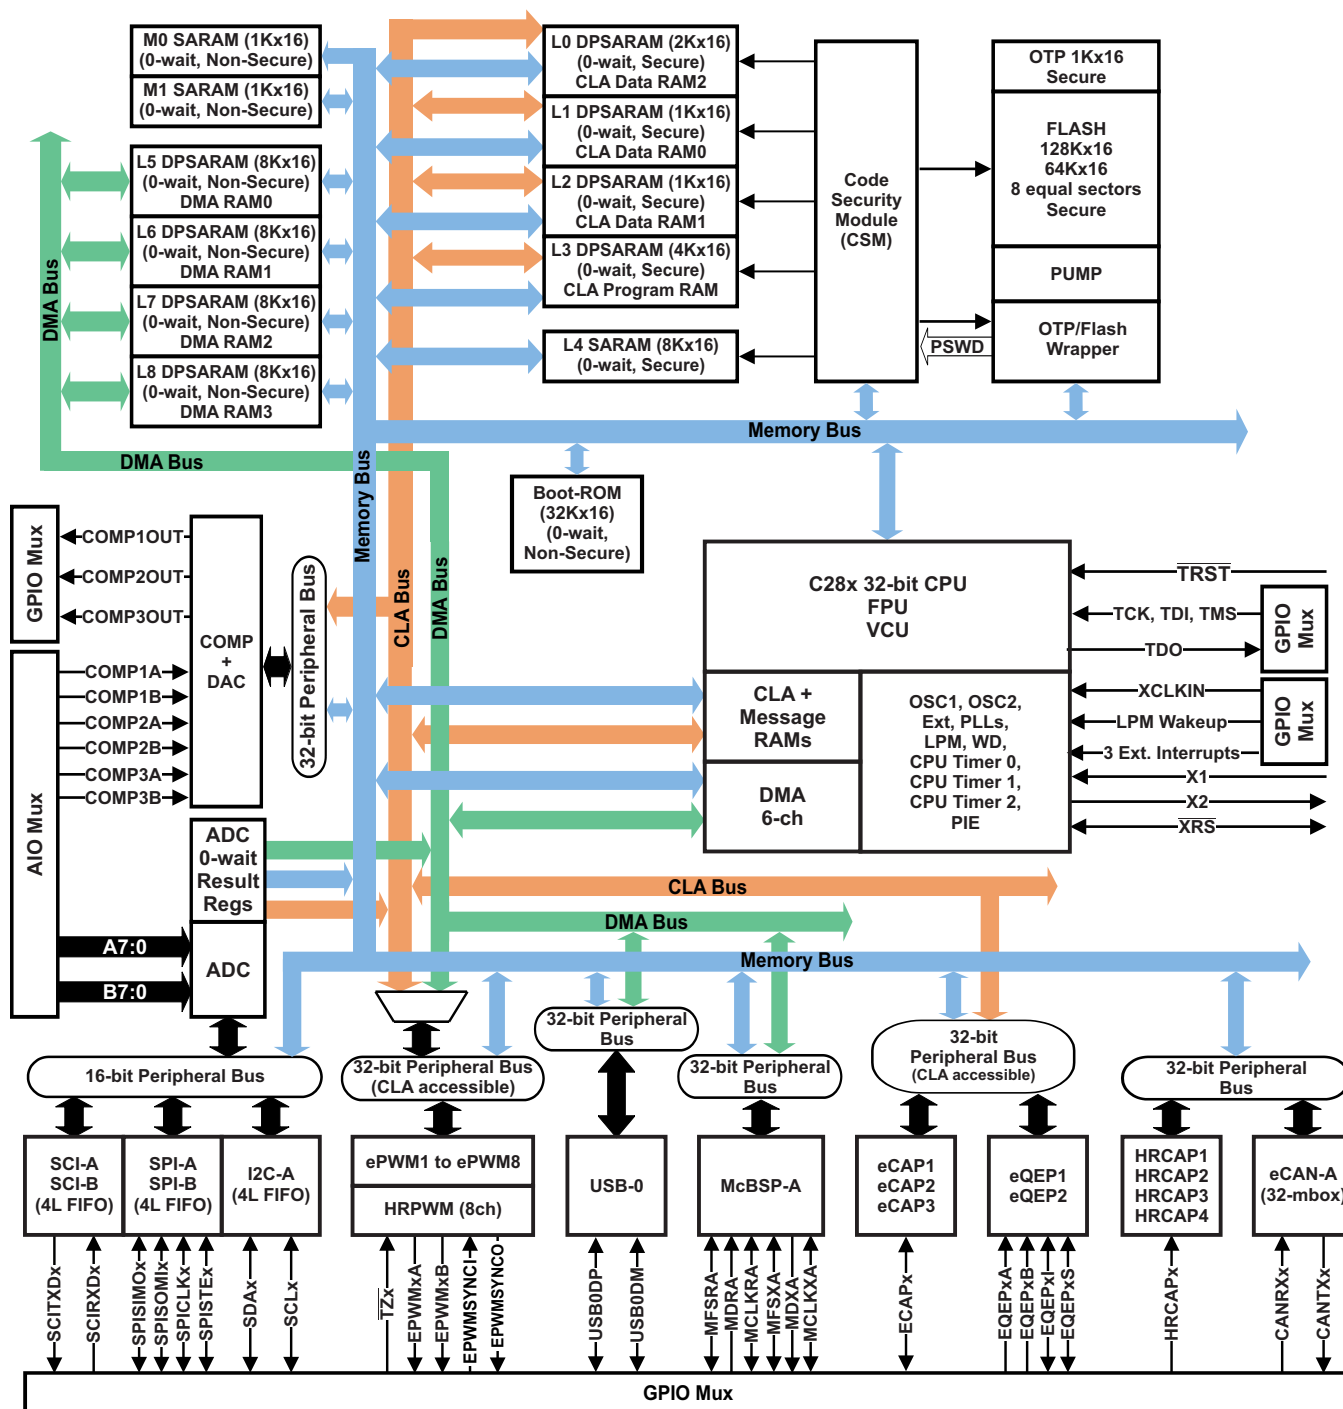 M0 SARAM (1Kx16)
(0-wait, Non-Secure)
M1 SARAM (1Kx16)
(0-wait, Non-Secure)
L5 DPSARAM (8Kx16)
(0-wait, Non-Secure)
DMA RAM0
L6 DPSARAM (8Kx16)
(0-wait, Non-Secure)
DMA RAM1
L7 DPSARAM (8Kx16)
(0-wait, Non-Secure)
DMA RAM2
L8 DPSARAM (8Kx16)
(0-wait, Non-Secure)
DMA RAM3
DMA Bus
L0 DPSARAM (2Kx16)
(0-wait, Secure)
CLA Data RAM2
L1 DPSARAM (1Kx16)
(0-wait, Secure)
CLA Data RAM0
L2 DPSARAM (1Kx16)
(0-wait, Secure)
CLA Data RAM1
L3 DPSARAM (4Kx16)
(0-wait, Secure)
CLA Program RAM
L4 SARAM (8Kx16)
(0-wait, Secure)
Code
Security
Module
(CSM)
OTP 1Kx16
Secure
FLASH
128Kx16
64Kx16
8 equal sectors
Secure
PUMP
OTP/Flash
Wrapper
PSWD
Memory Bus
DMA Bus
Memory Bus
CLA Bus
DMA Bus
Boot-ROM
(32Kx16)
(0-wait,
Non-Secure)
GPIO Mux
COMP1OUT
COMP2OUT
COMP3OUT
COMP
+
DAC
32-bit Peripheral Bus
AIO Mux
COMP1A
COMP1B
COMP2A
COMP2B
COMP3A
COMP3B
ADC
0-wait
Result
Regs
ADC
A7:0
B7:0
C28x 32-bit CPU
FPU
VCU
CLA +
Message
RAMs
DMA
6-ch
OSC1, OSC2,
Ext, PLLs,
LPM, WD,
CPU Timer 0,
CPU Timer 1,
CPU Timer 2,
PIE
TRST
TCK, TDI, TMS
TDO
GPIO
Mux
XCLKIN
LPM Wakeup
3 Ext. Interrupts
GPIO
Mux
X1
X2
XRS
CLA Bus
DMA Bus
Memory Bus
16-bit Peripheral Bus
32-bit Peripheral Bus
(CLA accessible)
32-bit Peripheral
Bus
32-bit Peripheral
Bus
32-bit
Peripheral Bus
(CLA accessible)
32-bit Peripheral
Bus
SCI-A
SCI-B
(4L FIFO)
SPI-A
SPI-B
(4L FIFO)
I2C-A
(4L FIFO)
ePWM1 to ePWM8
HRPWM (8ch)
USB-0
McBSP-A
eCAP1
eCAP2
eCAP3
eQEP1
eQEP2
HRCAP1
HRCAP2
HRCAP3
HRCAP4
eCAN-A
(32-mbox)
SCITXDx
SCIRXDx
SPISIMOx
SPISOMIx
SPICLKx
SPISTEx
SDAx
SCLx
TZx
EPWMxA
EPWMxB
EPWMSYNCI
EPWMSYNCO
USB0DP
USB0DM
MFSRA
MDRA
MCLKRA
MFSXA
MDXA
MCLKXA
ECAPx
EQEPxA
EQEPxB
EQEPxI
EQEPxS
HRCAPx
CANRXx
CANTXx
GPIO Mux